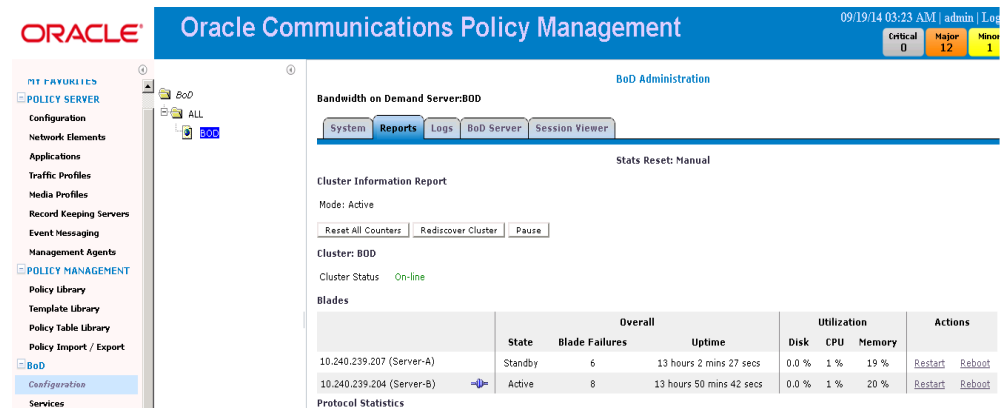 ORACLE®
Oracle Communications Policy Management
09/19/14 03:23 AM | admin | Log
Critical 0
Major 12
Minor 1
MY FAVORITES
POLICY SERVER
Configuration
Network Elements
Applications
Traffic Profiles
Media Profiles
Record Keeping Servers
Event Messaging
Management Agents
POLICY MANAGEMENT
Policy Library
Template Library
Policy Table Library
Policy Import / Export
BoD
Configuration
Services
BoD
ALL
BOD
BoD Administration
Bandwidth on Demand Server:BOD
System Reports Logs BoD Server Session Viewer
Stats Reset: Manual
Cluster Information Report
Mode: Active
Reset All Counters Rediscover Cluster Pause
Cluster: BOD
Cluster Status On-line
Blades
Overall Utilization Actions
State Blade Failures Uptime Disk CPU Memory
10.240.239.207 (Server-A) Standby 6 13 hours 2 mins 27 secs 0.0 % 1 % 19 % Restart Reboot
10.240.239.204 (Server-B) Active 8 13 hours 50 mins 42 secs 0.0 % 1 % 20 % Restart Reboot
Protocol Statistics